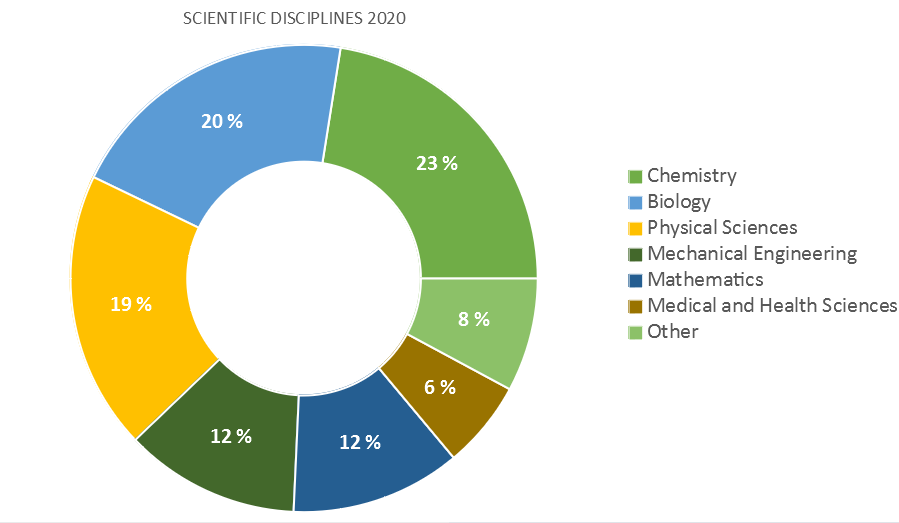 SCIENTIFIC DISCIPLINES 2020
20 %
23 %
19 %
8 %
6 %
12 %
12 %
Chemistry
Biology
Physical Sciences
Mechanical Engineering
Mathematics
Medical and Health Sciences
Other